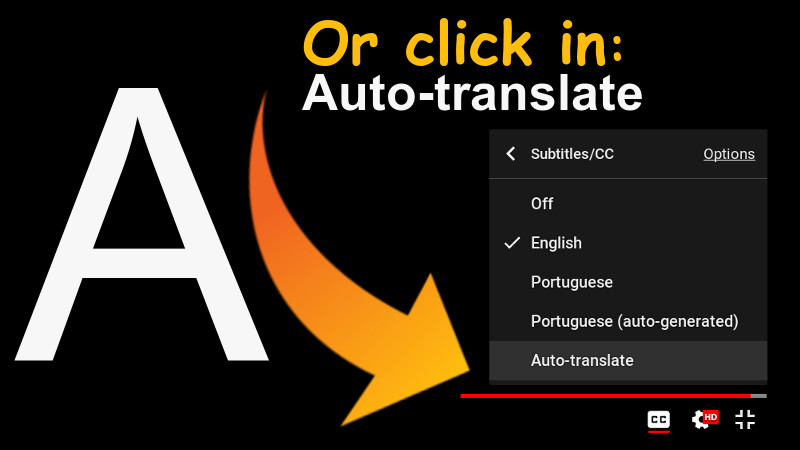 Or click in:
Auto-translate
A
Subtitles/CC Options
Off
English
Portuguese
Portuguese (auto-generated)
Auto-translate
CC HD